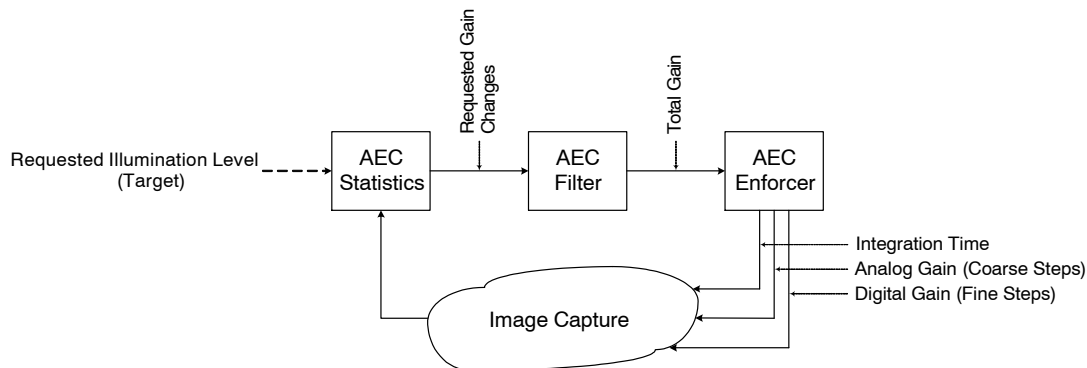 Requested Gain
Changes
Total Gain
Requested Illumination Level
(Target)
AEC
Statistics
AEC
Filter
AEC
Enforcer
Integration Time
Analog Gain (Coarse Steps)
Digital Gain (Fine Steps)
Image Capture